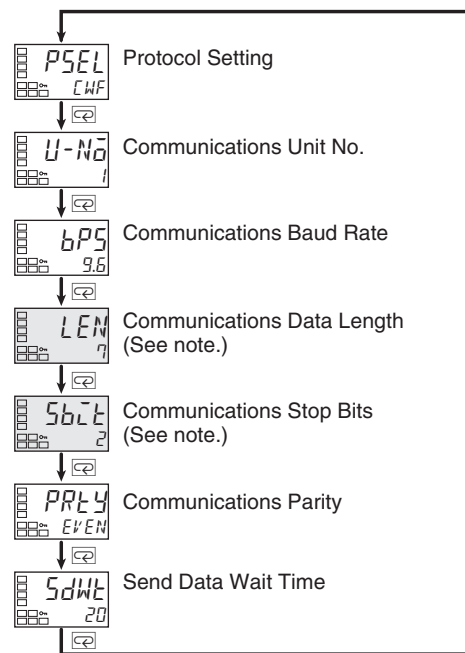 PSEL
CWF
Protocol Setting
U-No
1
Communications Unit No.
bPS
9.6
Communications Baud Rate
LEN
7
Communications Data Length
(See note.)
Sbit
2
Communications Stop Bits
(See note.)
PRtY
EVEN
Communications Parity
SdWt
20
Send Data Wait Time